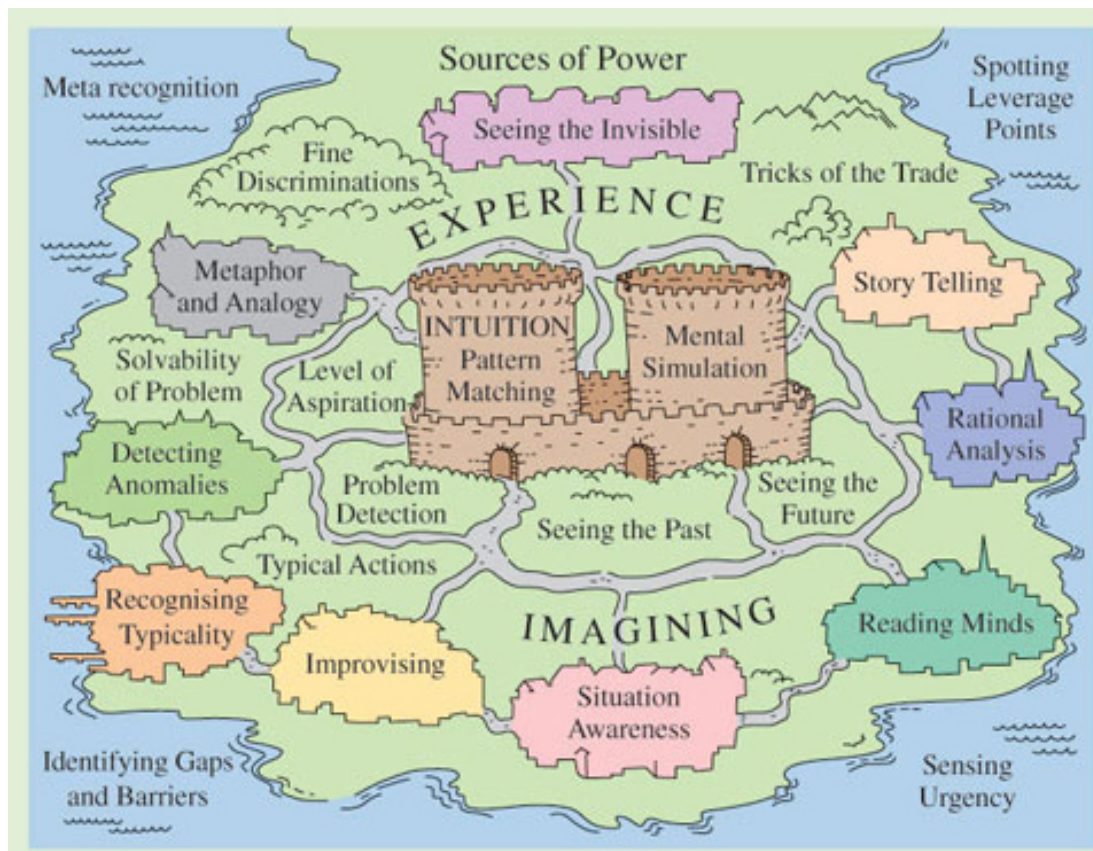 Sources of Power
Meta recognition
Spotting
Leverage
Points
Seeing the Invisible
Fine
Discriminations
Tricks of the Trade
EXPERIENCE
Metaphor
and Analogy
Story Telling
INTUITION
Pattern
Matching
Mental
Simulation
Solvability
of Problem
Level of
Aspiration
Rational
Analysis
Detecting
Anomalies
Problem
Detection
Seeing the Past
Seeing the
Future
Typical Actions
Recognising
Typicality
IMAGINING
Reading Minds
Improvising
Situation
Awareness
Identifying Gaps
and Barriers
Sensing
Urgency